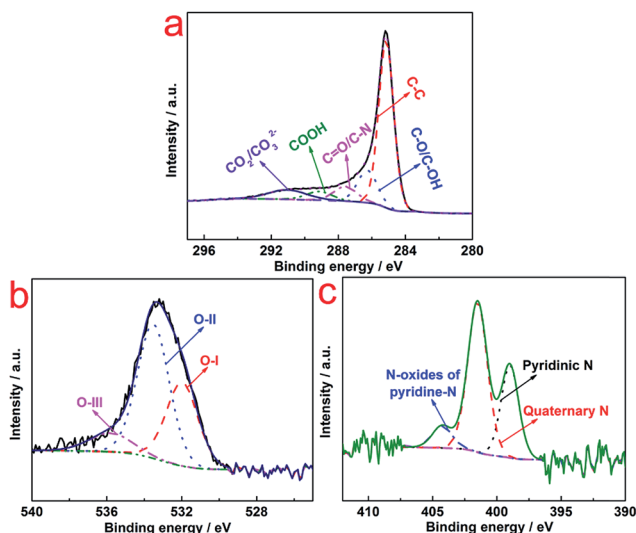 a
Intensity / a.u.
CO2/CO3 2-
COOH
C=O/C-N
C-C
C-O/C-OH
296 292 288 284 280
Binding energy / eV
b
Intensity / a.u.
O-III
O-II
O-I
540 536 532 528
Binding energy / eV
c
Intensity / a.u.
N-oxides of
pyridine-N
Pyridinic N
Quaternary N
410 405 400 395 390
Binding energy / eV